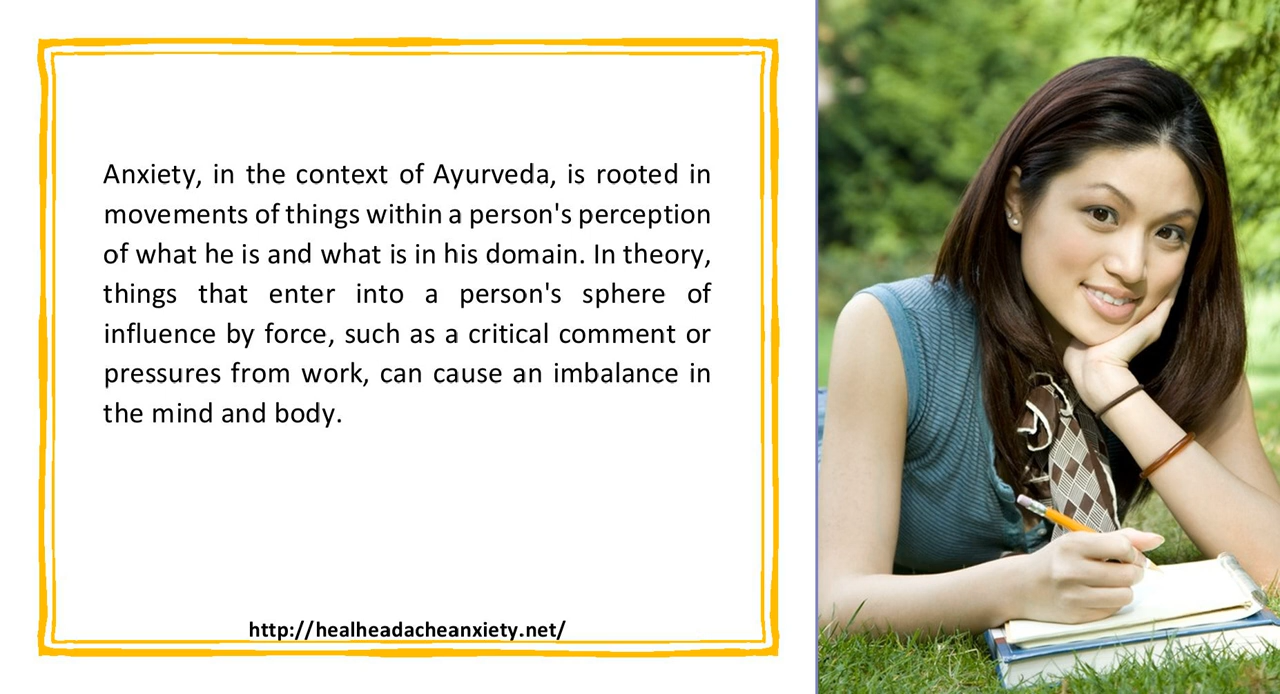 Anxiety, in the context of Ayurveda, is rooted in
movements of things within a person's perception
of what he is and what is in his domain. In theory,
things that enter into a person's sphere of
influence by force, such as a critical comment or
pressures from work, can cause an imbalance in
the mind and body.
http://healheadacheanxiety.net/